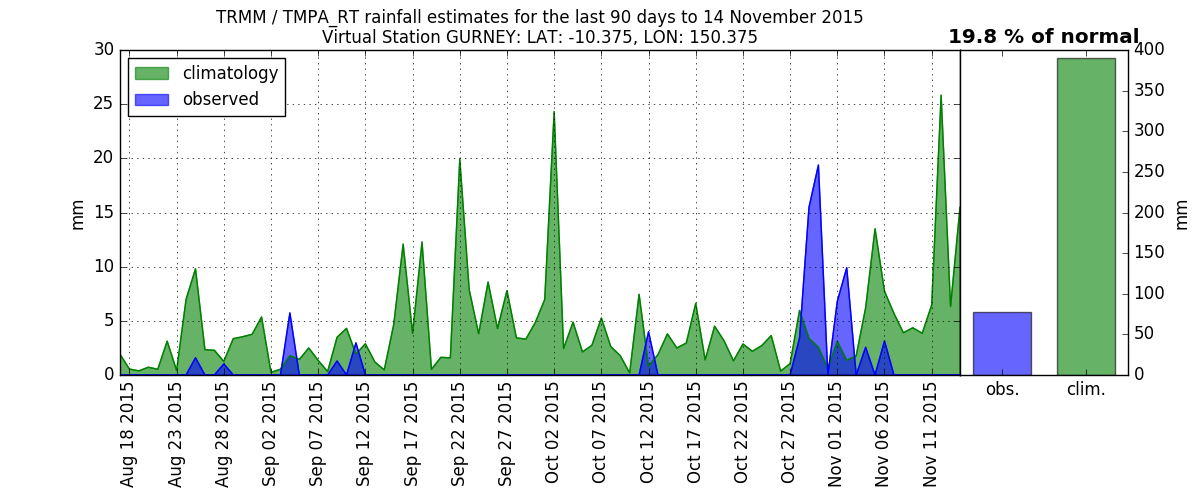 TRMM / TMPA_RT rainfall estimates for the last 90 days to 14 November 2015
Virtual Station GURNEY: LAT: -10.375, LON: 150.375
19.8 % of normal
climatology
observed
30
25
20
15
10
5
0
mm
Aug 18 2015
Aug 23 2015
Aug 28 2015
Sep 02 2015
Sep 07 2015
Sep 12 2015
Sep 17 2015
Sep 22 2015
Sep 27 2015
Oct 02 2015
Oct 07 2015
Oct 12 2015
Oct 17 2015
Oct 22 2015
Oct 27 2015
Nov 01 2015
Nov 06 2015
Nov 11 2015
400
350
300
250
200
150
100
50
0
mm
obs.
clim.